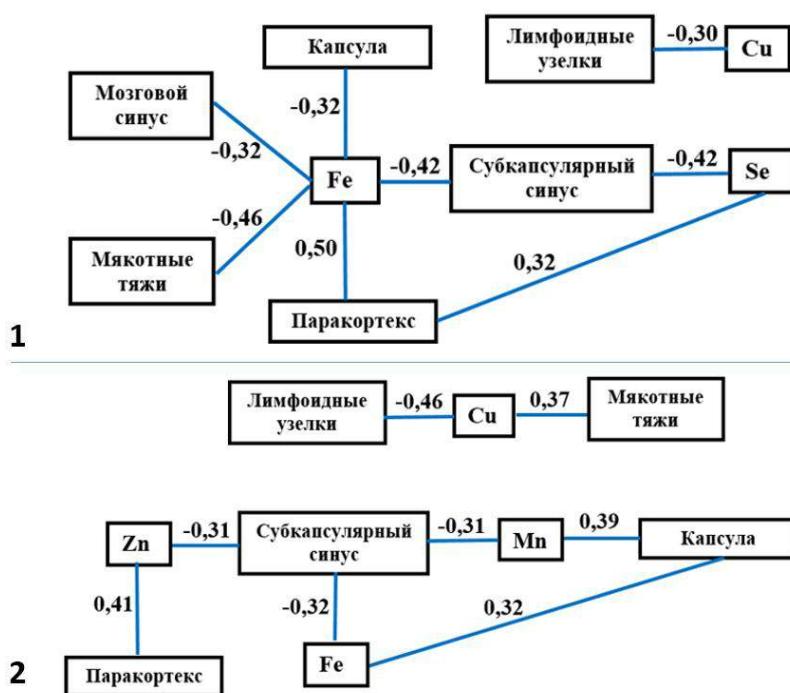 Капсула
Лимфоидные
узелки
-0,30
Cu
Мозговой
синус
-0,32
-0,32
Fe
-0,42
Субкапсулярный
синус
-0,42
Se
-0,46
0,50
0,32
Мякотные
тяжи
Паракортекс
1
Лимфоидные
узелки
-0,46
Cu
0,37
Мякотные
тяжи
Zn
-0,31
Субкапсулярный
синус
-0,31
Mn
0,39
Капсула
0,41
-0,32
0,32
Fe
Паракортекс
2